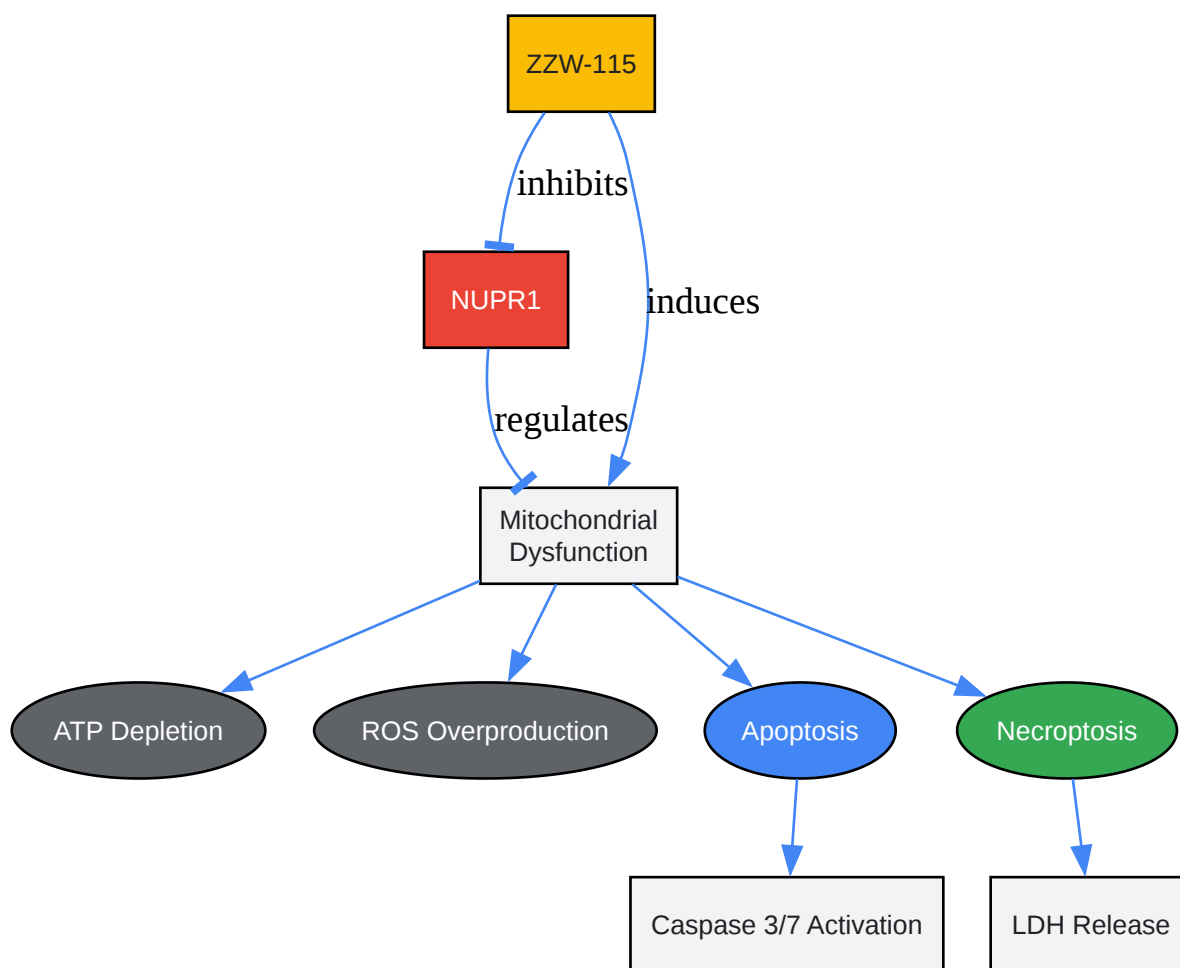 ZZW-115
inhibits
NUPR1
induces
regulates
Mitochondrial
Dysfunction
ATP Depletion
ROS Overproduction
Apoptosis
Necroptosis
Caspase 3/7 Activation
LDH Release